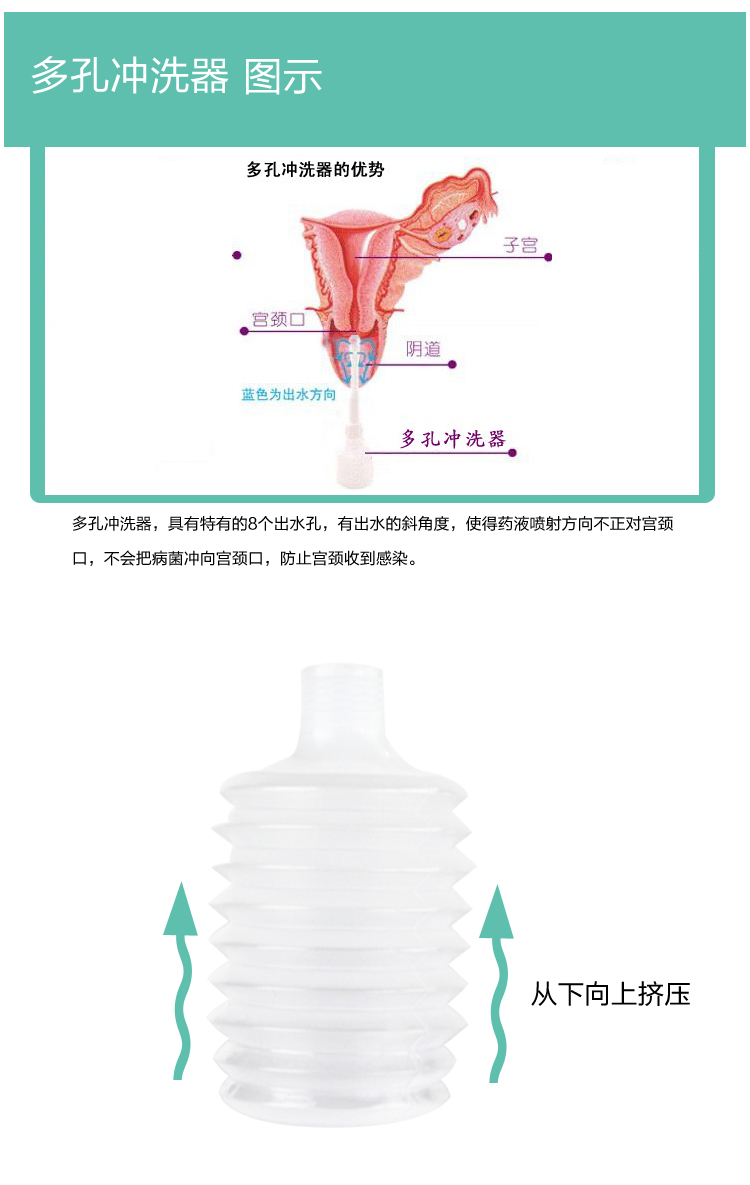 多孔冲洗器 图示
多孔冲洗器的优势
子宫
宫颈口
阴道
蓝色为出水方向
多孔冲洗器
多孔冲洗器，具有特有的8个出水孔，有出水的斜角度，使得药液喷射方向不正对宫颈
口，不会把病菌冲向宫颈口，防止宫颈收到感染。
从下向上挤压